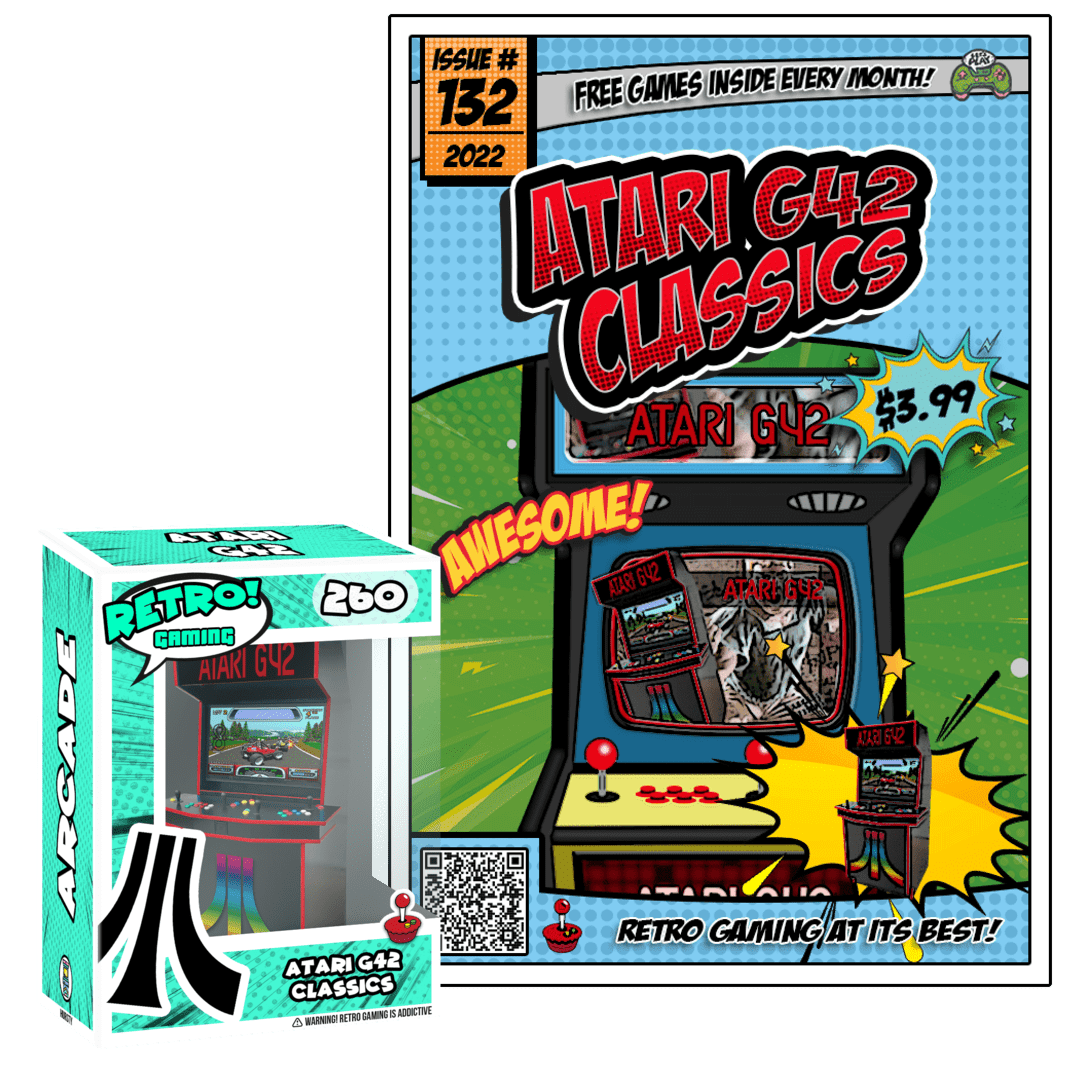 ISSUE #
132
2022
FREE GAMES INSIDE EVERY MONTH!
ATARI G42
CLASSICS
$3.99
ATARI G42
AWESOME!
ATARI G42
ATARI G42
ATARI G42
RETRO GAMING AT ITS BEST!
ATARI
G42
RETRO!
GAMING
260
ATARI G42
ARCADE
ATARI G42
CLASSICS
⚠ WARNING! RETRO GAMING IS ADDICTIVE